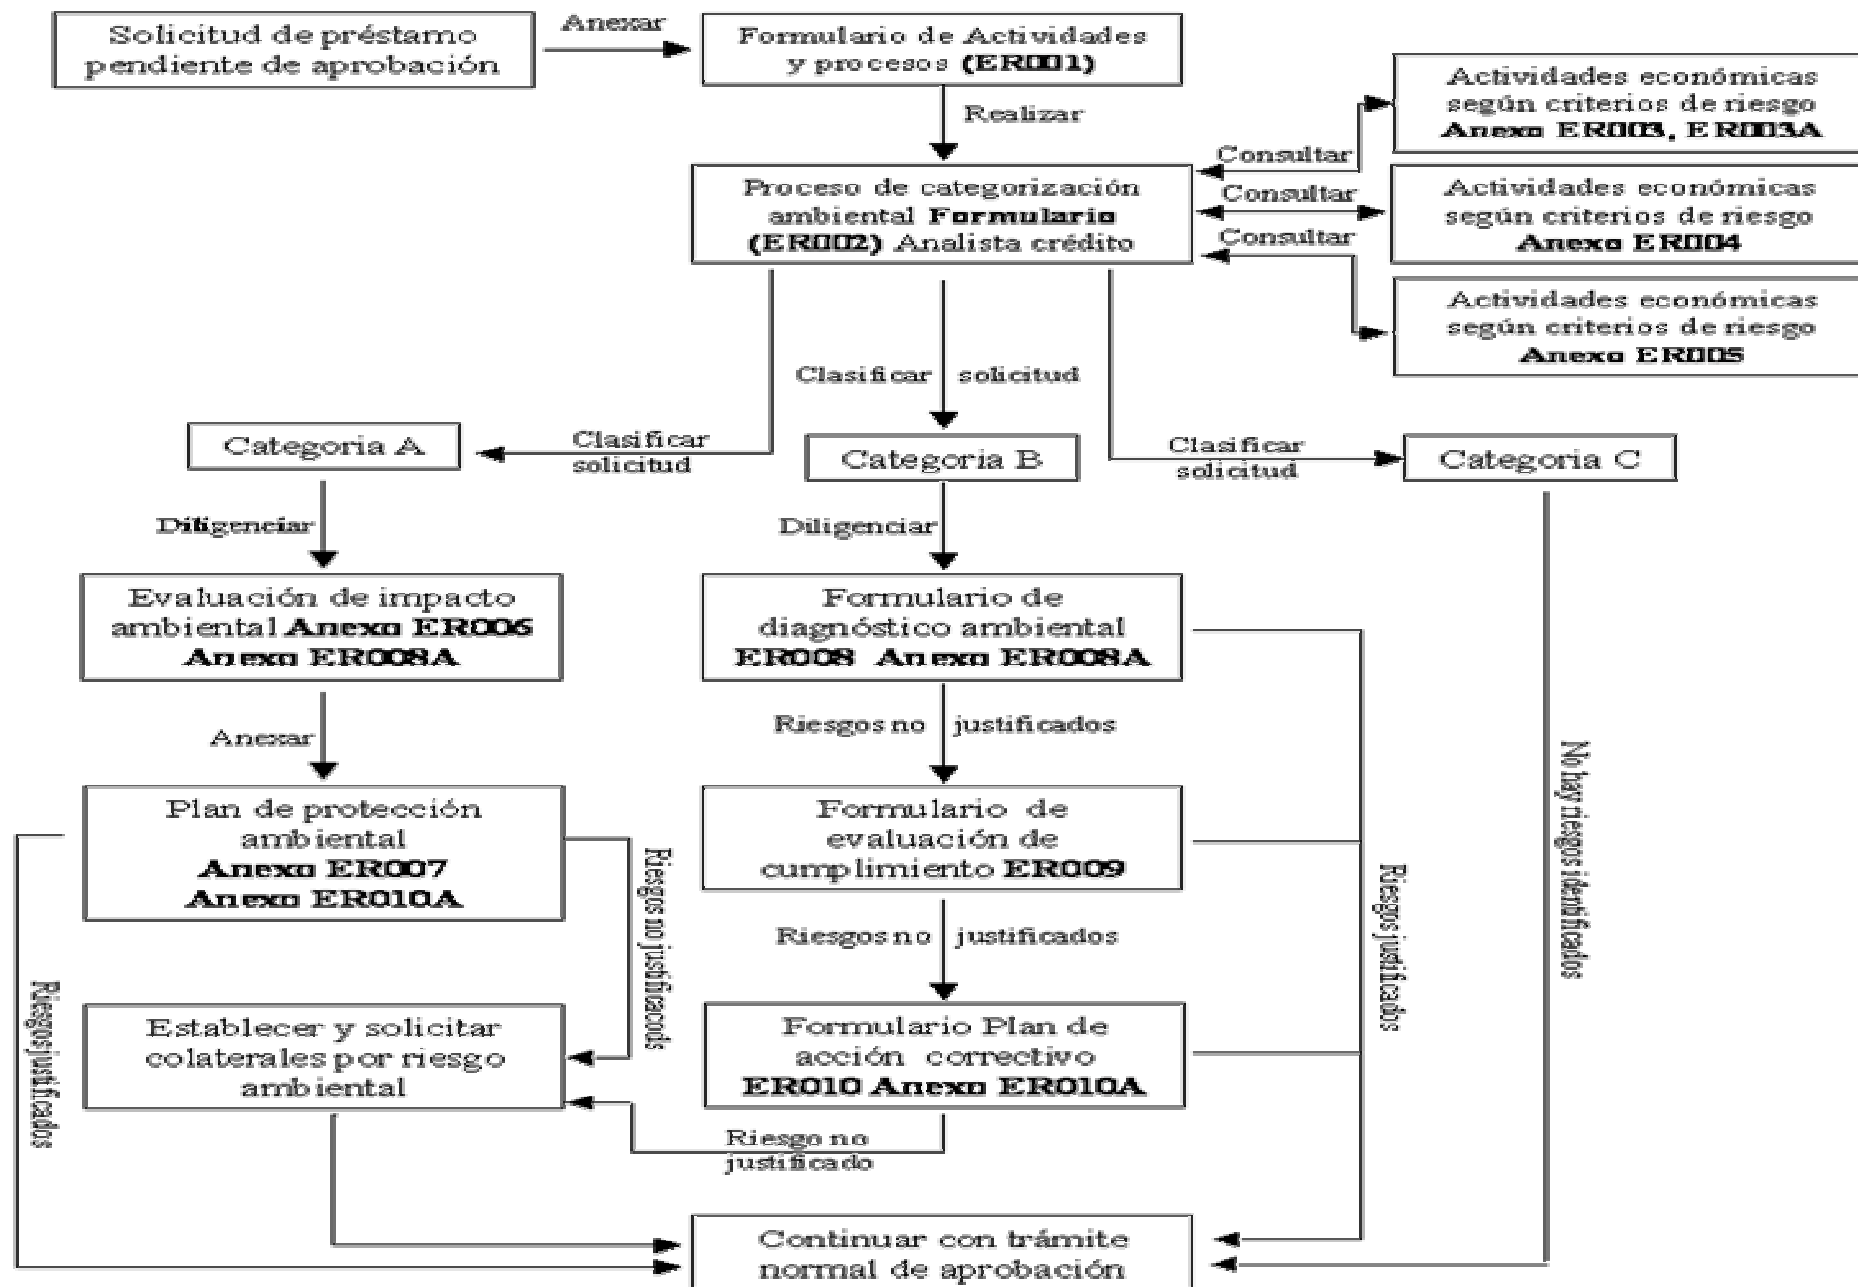 Solicitud de préstamo
pendiente de aprobación
Anexar
Formulario de Actividades
y procesos (ER001)
Realizar
Actividades económicas
según criterios de riesgo
Anexo ER003, ER003A
Consultar
Proceso de categorización
ambiental Formulario
(ER002) Analista crédito
Consultar
Actividades económicas
según criterios de riesgo
Anexo ER004
Consultar
Actividades económicas
según criterios de riesgo
Anexo ER005
Clasificar solicitud
Categoria A
Clasificar
solicitud
Categoria B
Clasificar
solicitud
Categoria C
Diligenciar
Diligenciar
Evaluación de impacto
ambiental Anexo ER006
Anexo ER008A
Formulario de
diagnóstico ambiental
ER008 Anexo ER008A
Anexar
Riesgos no justificados
No hay riesgos identificados
Plan de protección
ambiental
Anexo ER007
Anexo ER010A
Riesgos no justificacods
Formulario de
evaluación de
cumplimiento ER009
Riesgos justificados
Riesgos no justificados
Riesgos justificados
Establecer y solicitar
colaterales por riesgo
ambiental
Formulario Plan de
acción correctivo
ER010 Anexo ER010A
Riesgo no
justificado
Continuar con trámite
normal de aprobación